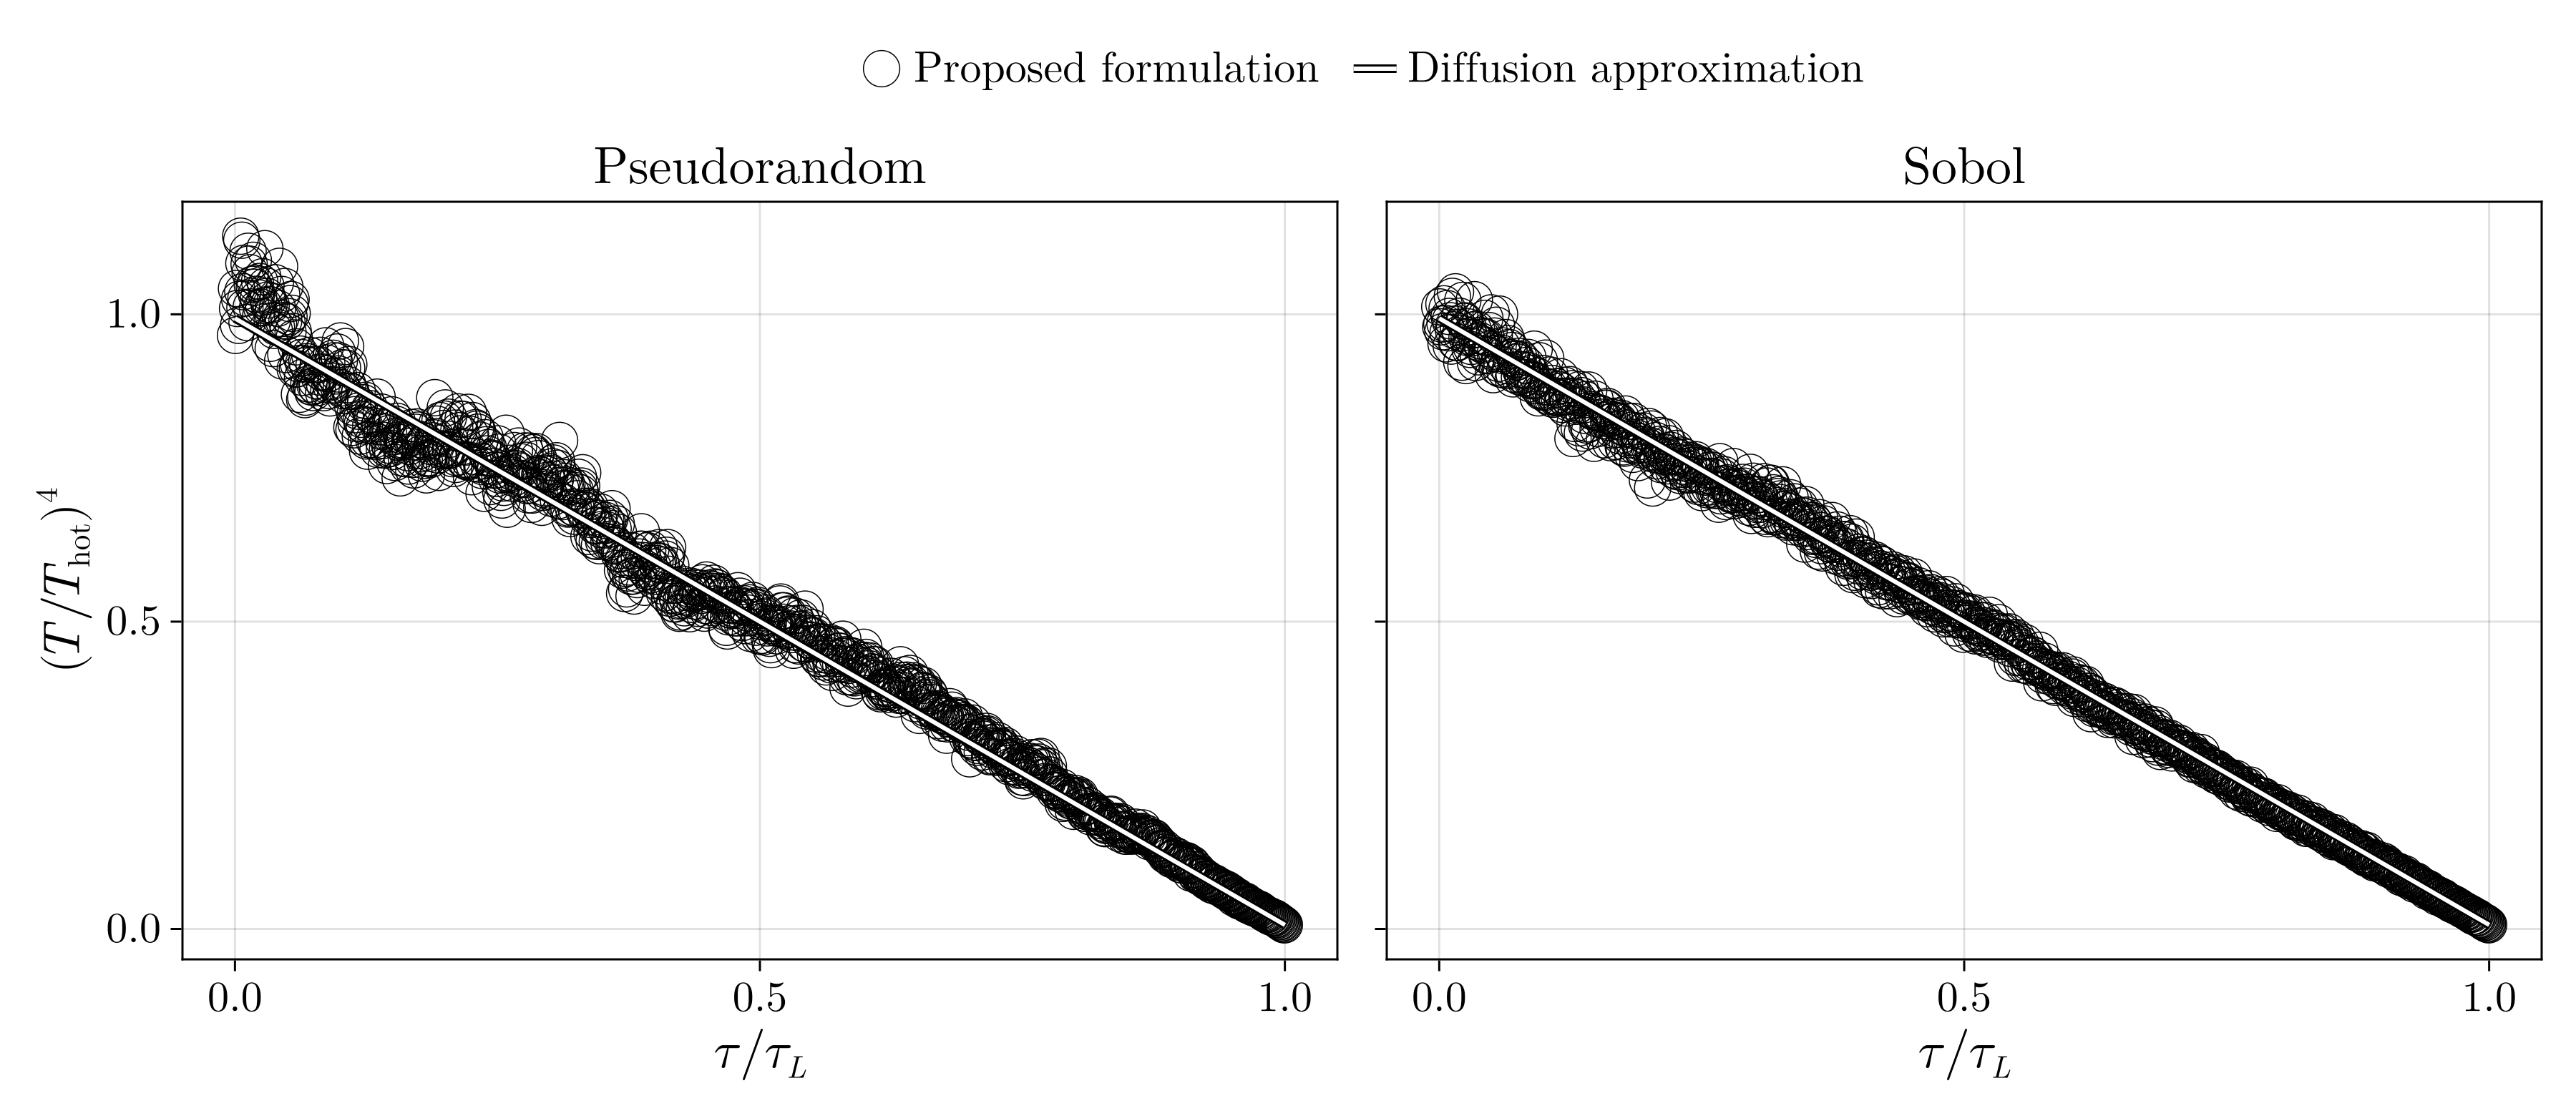 Proposed formulation Diffusion approximation
Pseudorandom
Sobol
(T/T_hot)^4
1.0
0.5
0.0
0.0 0.5 1.0
0.0 0.5 1.0
τ/τ_L
τ/τ_L